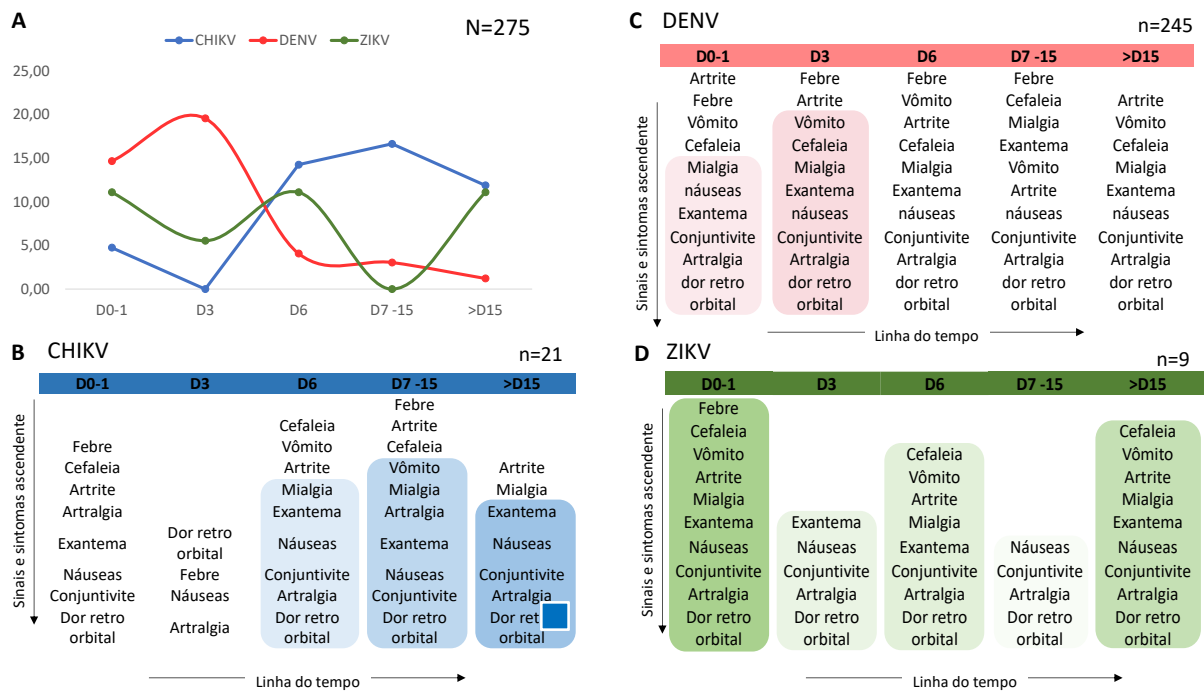 A
N=275
CHIKV DENV ZIKV
25,00
20,00
15,00
10,00
5,00
0,00
D0-1 D3 D6 D7 -15 >D15
B CHIKV
n=21
D0-1 D3 D6 D7 -15 >D15
Sinais e sintomas ascendente
Febre
Cefaleia Artrite
Febre Vômito Cefaleia
Cefaleia Artrite Vômito Artrite
Artrite Mialgia Mialgia Mialgia
Artralgia Exantema Artralgia Exantema
Exantema Dor retro Náuseas Exantema Náuseas
orbital
Náuseas Febre Conjuntivite Náuseas Conjuntivite
Conjuntivite Náuseas Artralgia Conjuntivite Artralgia
Dor retro Artralgia Dor retro Dor retro Dor retro
orbital orbital orbital orbital
Linha do tempo
C DENV
n=245
D0-1 D3 D6 D7 -15 >D15
Sinais e sintomas ascendente
Artrite Febre Febre Febre
Febre Artrite Vômito Cefaleia Artrite
Vômito Vômito Artrite Mialgia Vômito
Cefaleia Cefaleia Cefaleia Exantema Cefaleia
Mialgia Mialgia Mialgia Vômito Mialgia
náuseas Exantema Exantema Artrite Exantema
Exantema náuseas náuseas náuseas náuseas
Conjuntivite Conjuntivite Conjuntivite Conjuntivite Conjuntivite
Artralgia Artralgia Artralgia Artralgia Artralgia
dor retro dor retro dor retro dor retro dor retro
orbital orbital orbital orbital orbital
Linha do tempo
D ZIKV
n=9
D0-1 D3 D6 D7 -15 >D15
Sinais e sintomas ascendente
Febre
Cefaleia Cefaleia
Vômito Cefaleia Vômito
Artrite Vômito Artrite
Mialgia Artrite Mialgia
Exantema Exantema Mialgia Exantema
Náuseas Náuseas Exantema Náuseas Náuseas
Conjuntivite Conjuntivite Conjuntivite Conjuntivite Conjuntivite
Artralgia Artralgia Artralgia Artralgia Artralgia
Dor retro Dor retro Dor retro Dor retro Dor retro
orbital orbital orbital orbital orbital
Linha do tempo